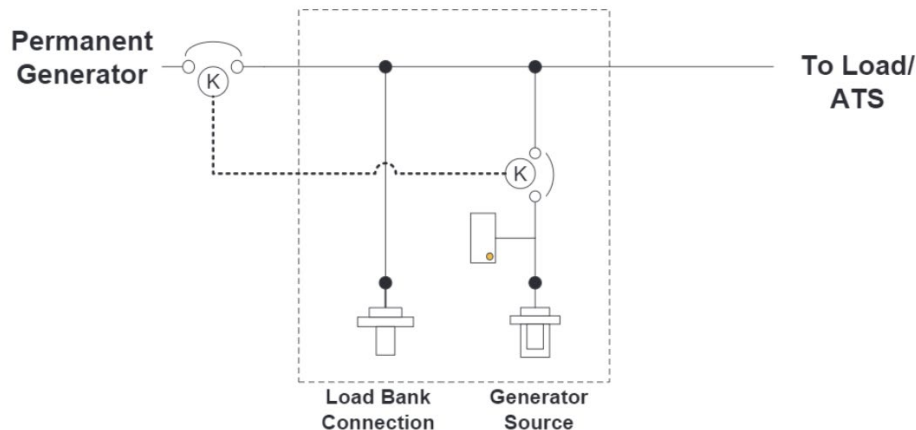 Permanent
Generator
K
To Load/
ATS
K
Load Bank
Connection
Generator
Source